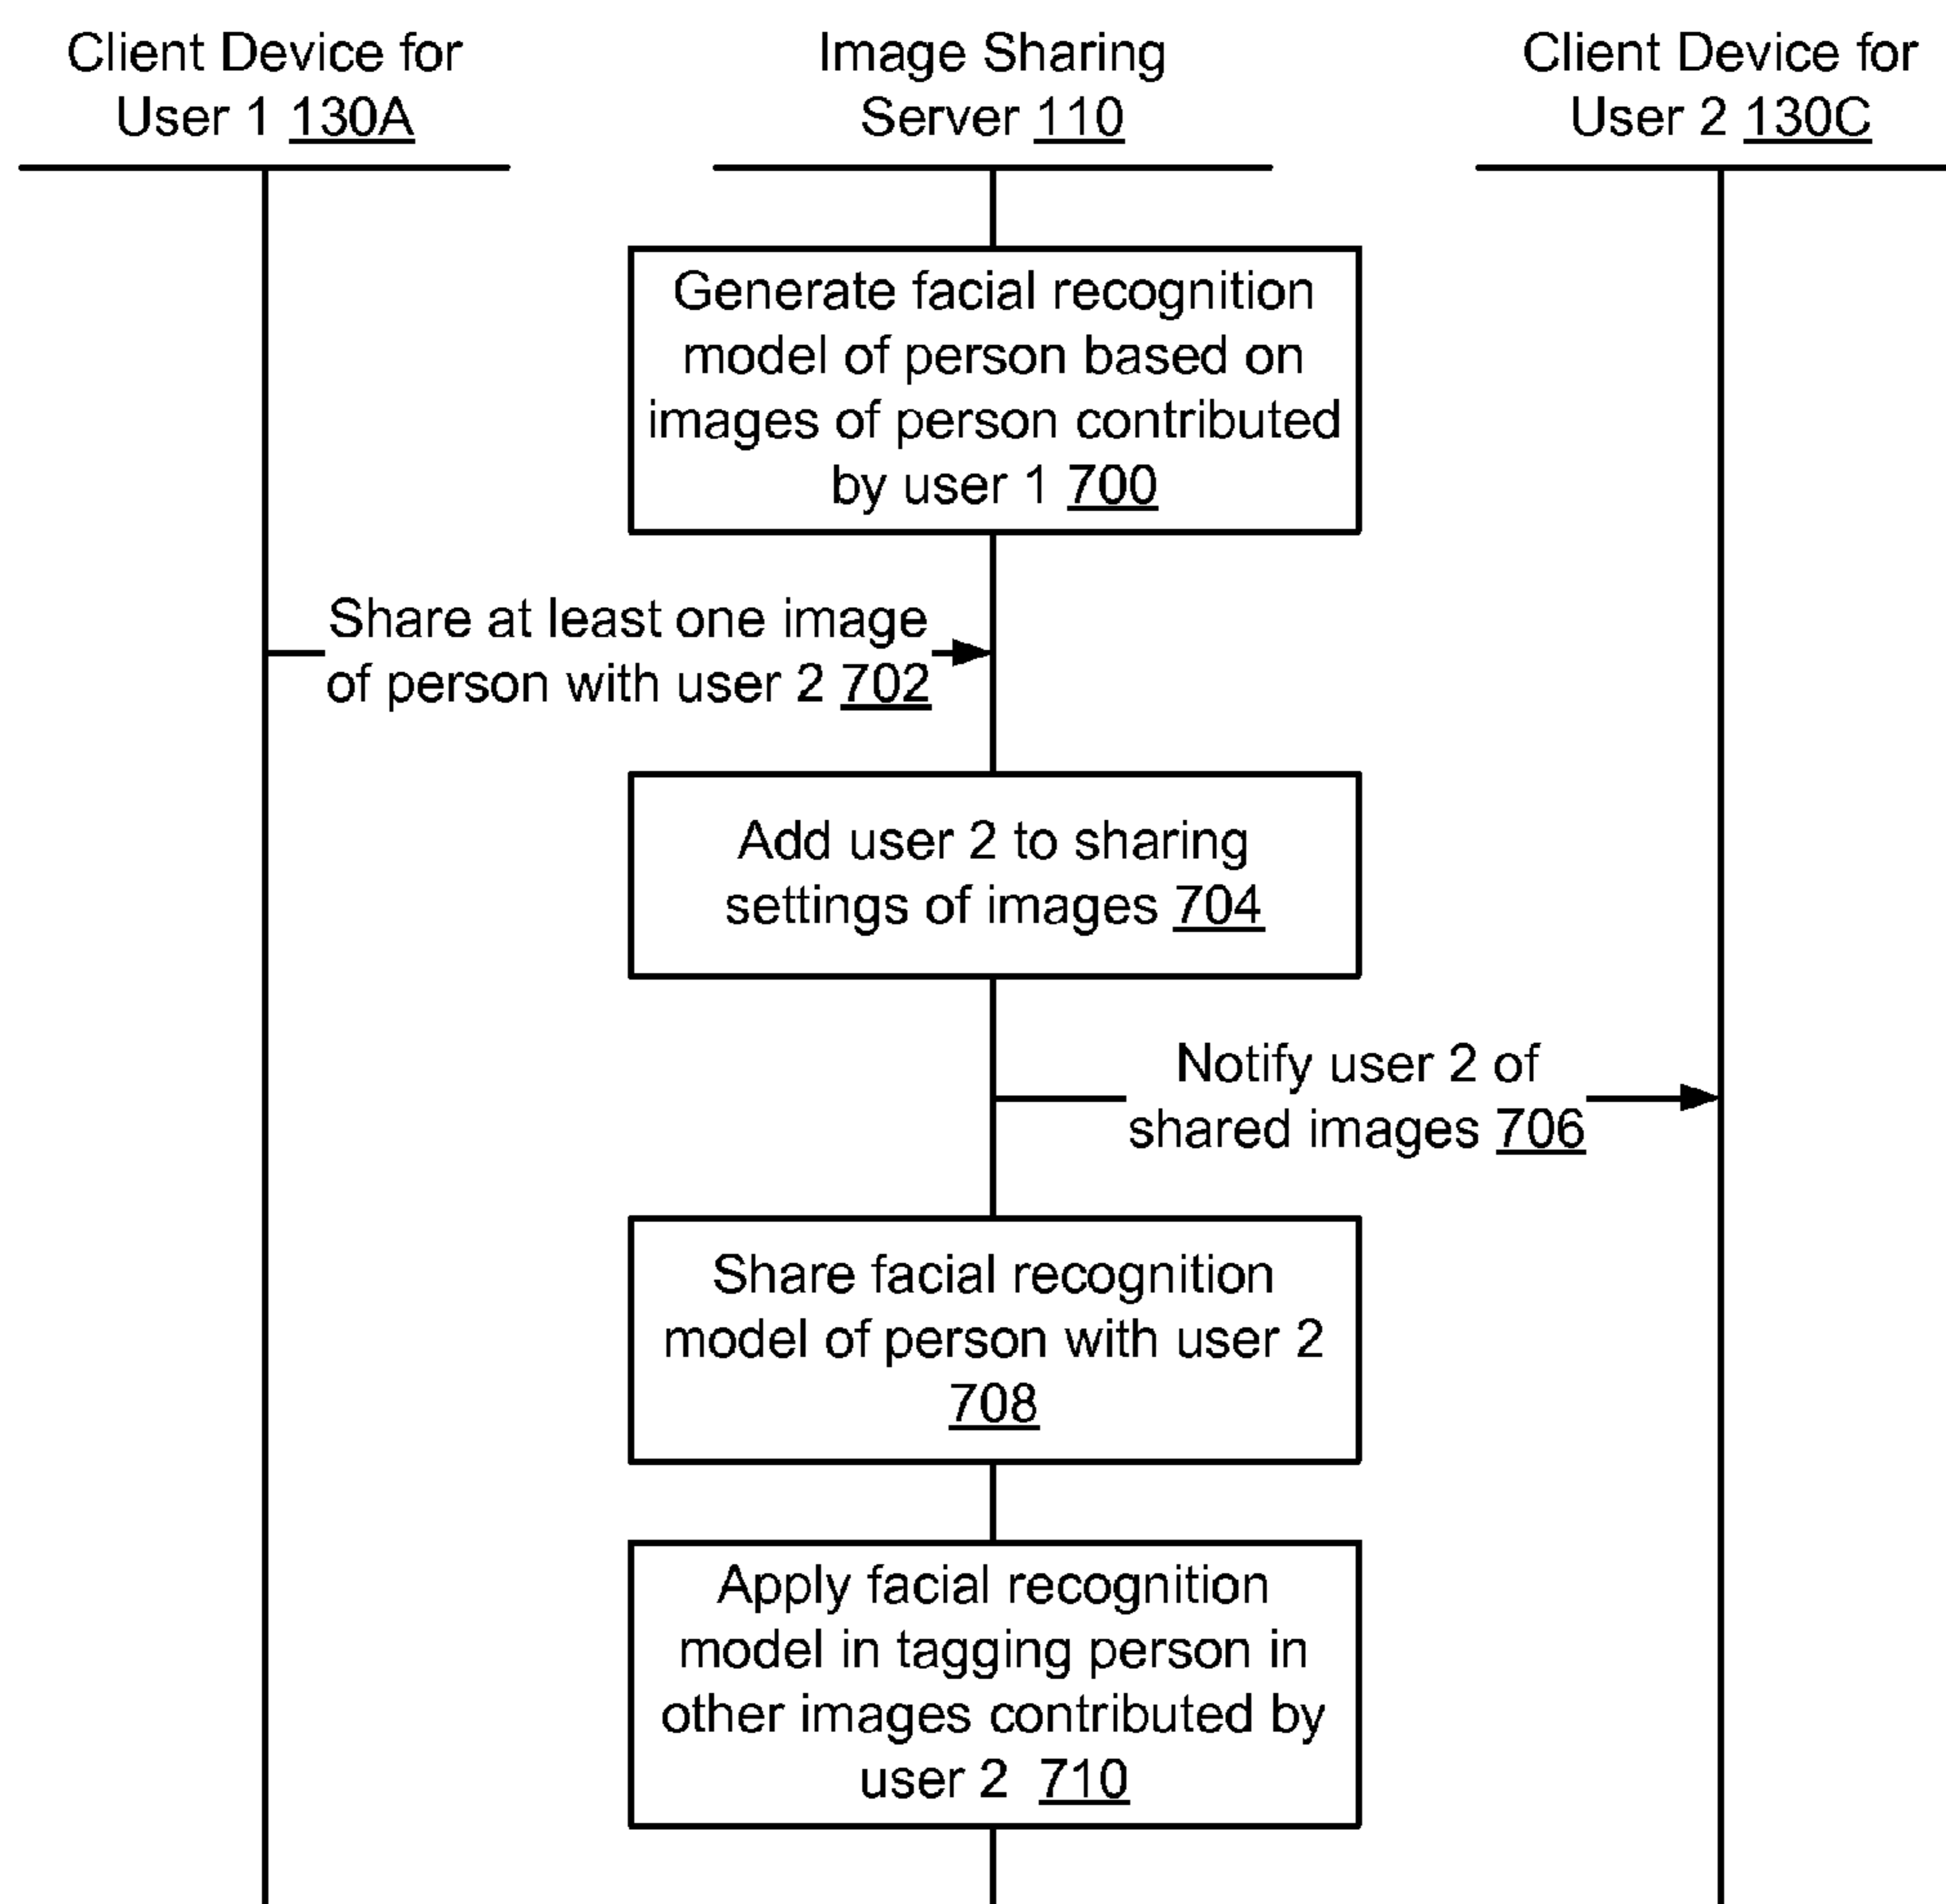 Client Device for
User 1 130A
Image Sharing
Server 110
Client Device for
User 2 130C
Generate facial recognition
model of person based on
images of person contributed
by user 1 700
Share at least one image
of person with user 2 702
Add user 2 to sharing
settings of images 704
Notify user 2 of
shared images 706
Share facial recognition
model of person with user 2
708
Apply facial recognition
model in tagging person in
other images contributed by
user 2 710